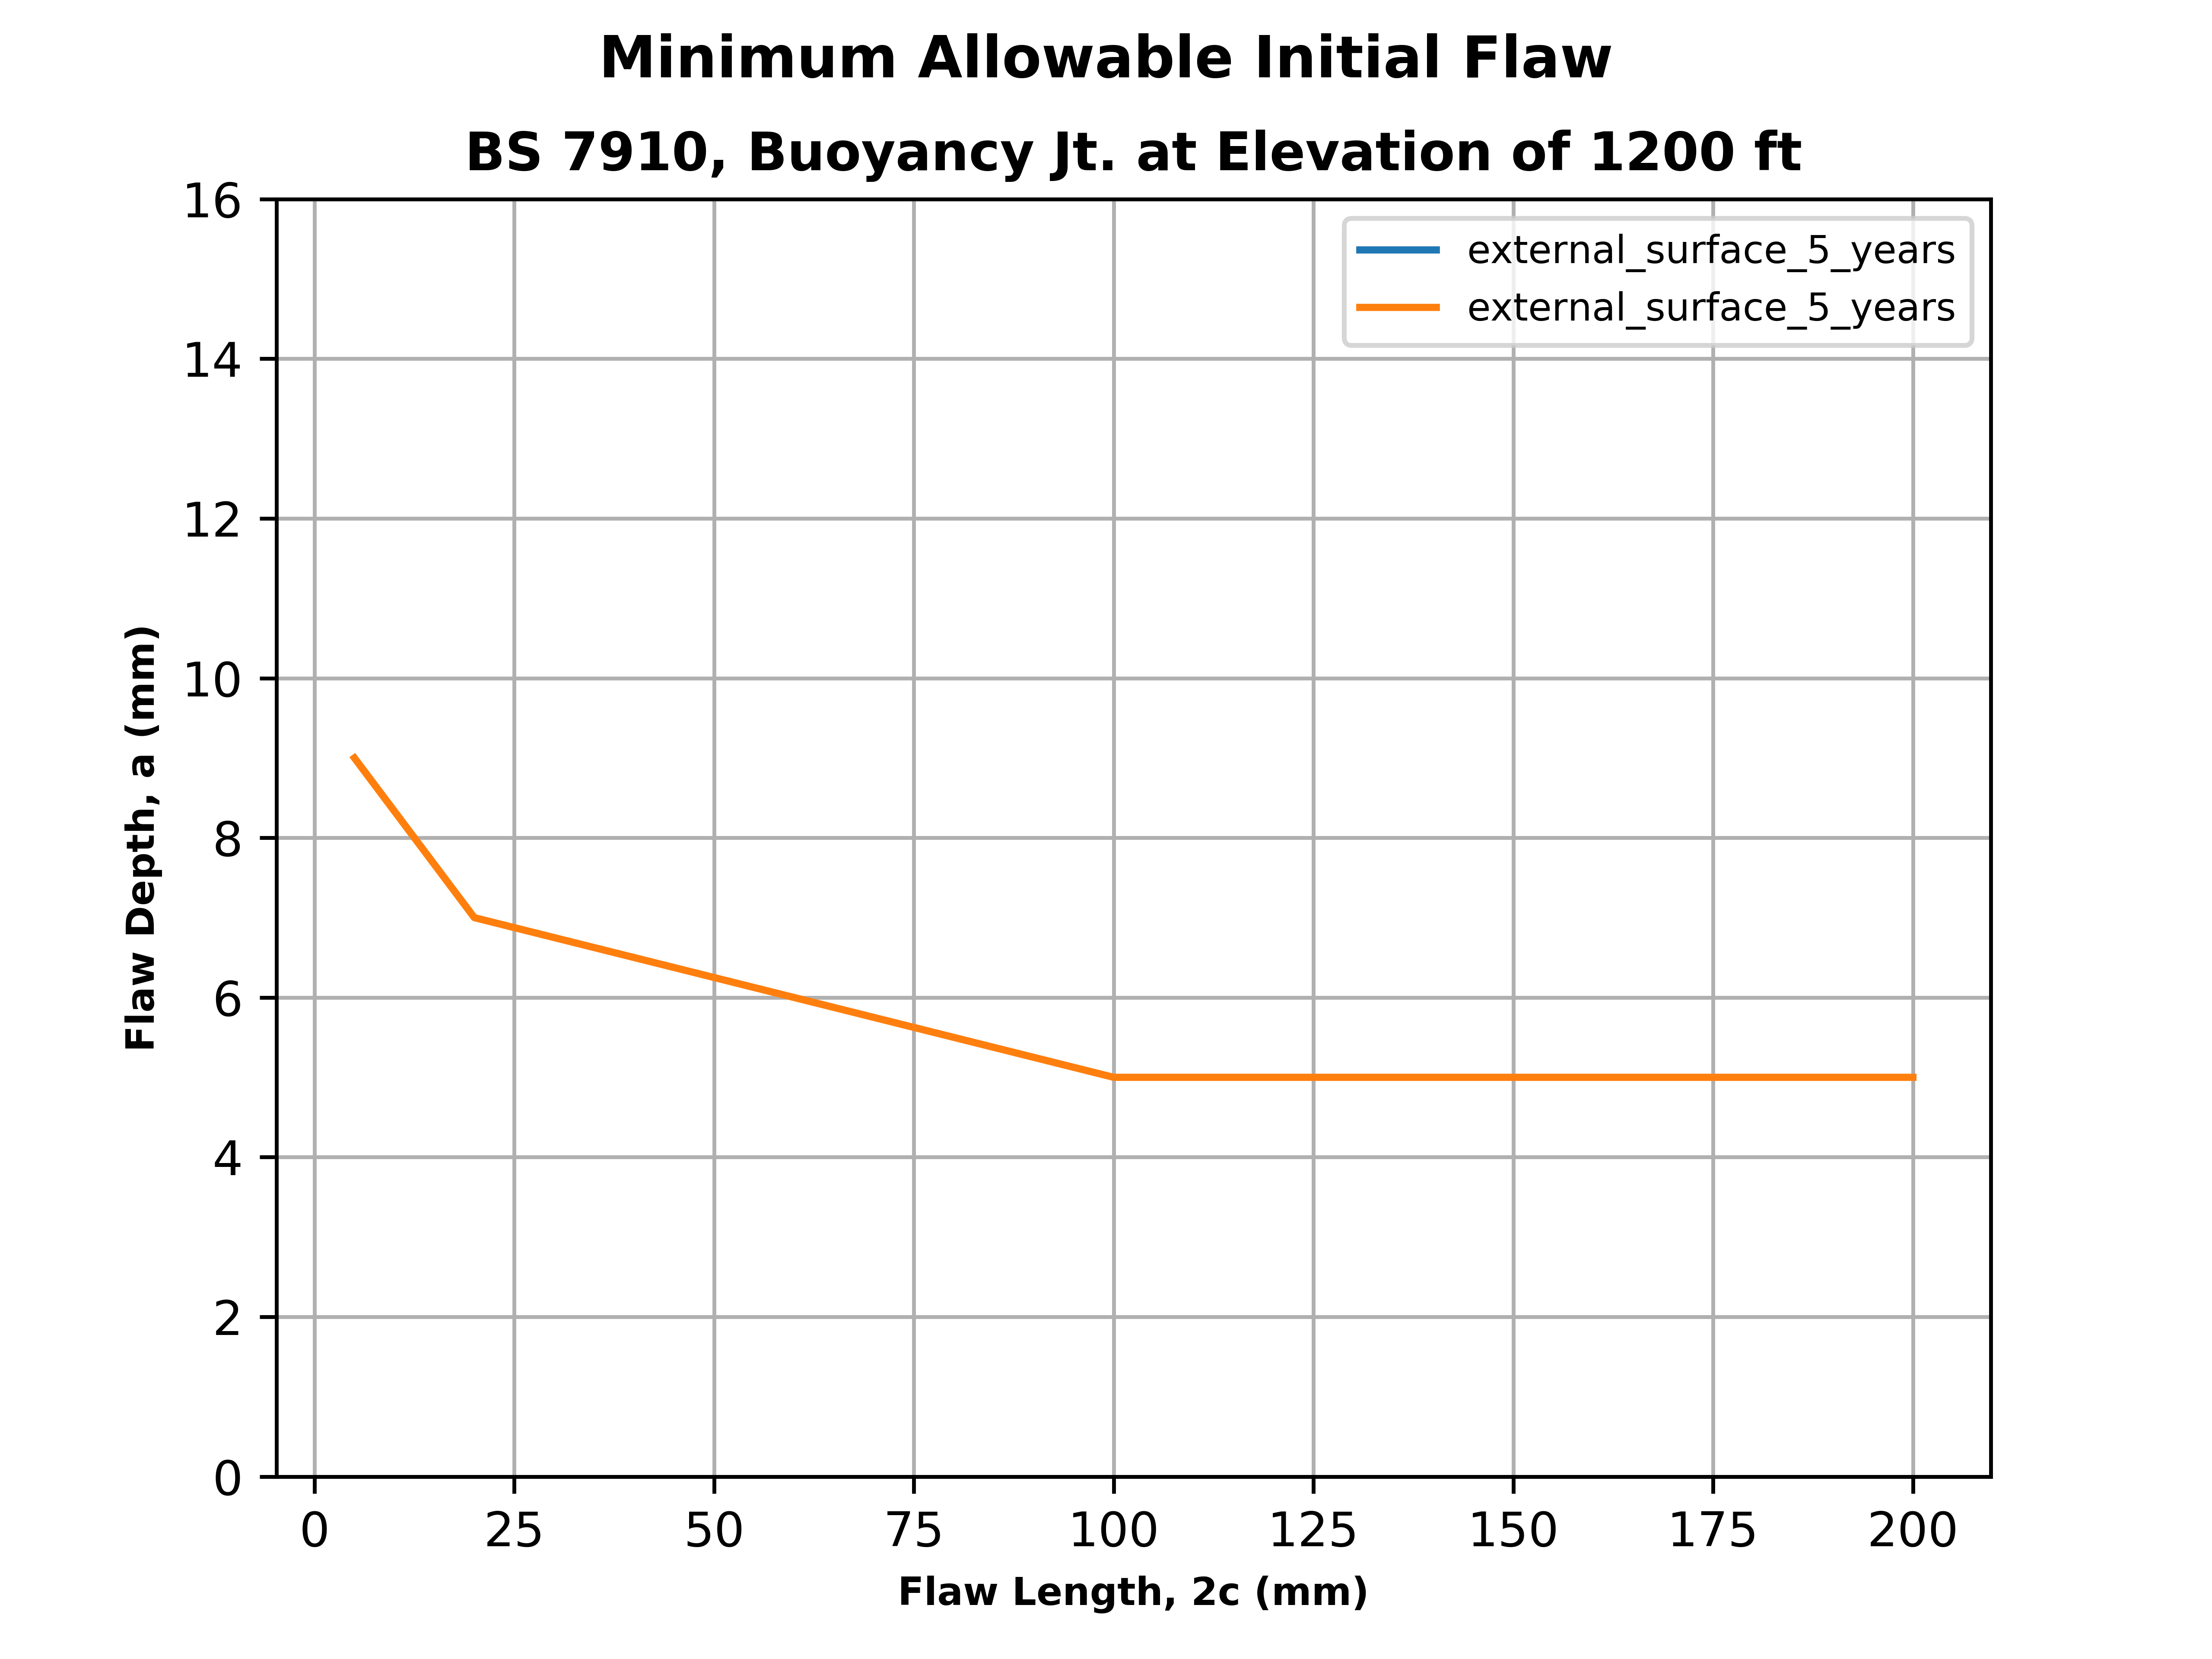 Minimum Allowable Initial Flaw
BS 7910, Buoyancy Jt. at Elevation of 1200 ft
external_surface_5_years
external_surface_5_years
Flaw Depth, a (mm)
16
14
12
10
8
6
4
2
0
0 25 50 75 100 125 150 175 200
Flaw Length, 2c (mm)